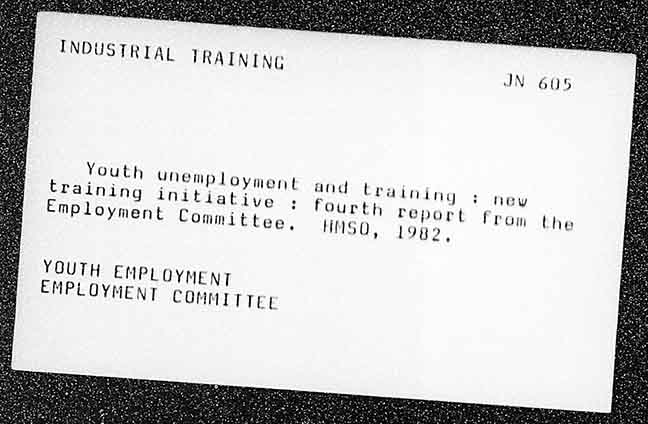 INDUSTRIAL TRAINING
JN 605
Youth unemployment and training : new
training initiative : fourth report from the
Employment Committee. HMSO, 1982.
YOUTH EMPLOYMENT
EMPLOYMENT COMMITTEE